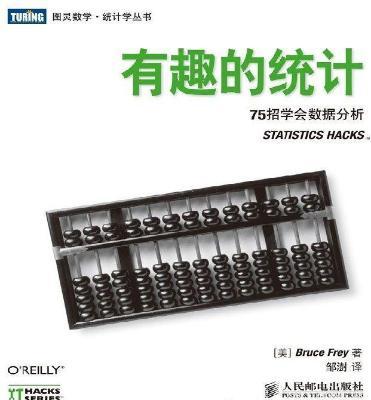 TURING 图灵数学·统计学丛书
有趣的统计
75招学会数据分析
STATISTICS HACKS™
[美] Bruce Frey 著
邹澍 译
O'REILLY®
HACKS
SERIES
人民邮电出版社
POSTS & TELECOM PRESS